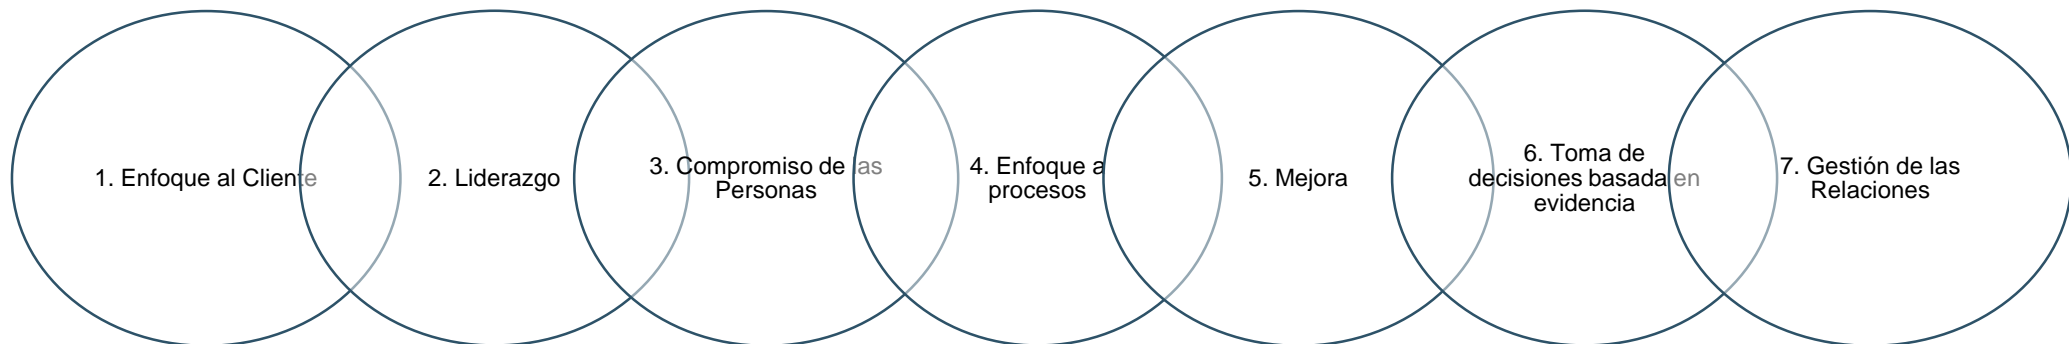 1. Enfoque al Cliente
2. Liderazgo
3. Compromiso de las
Personas
4. Enfoque a
procesos
5. Mejora
6. Toma de
decisiones basada en
evidencia
7. Gestión de las
Relaciones